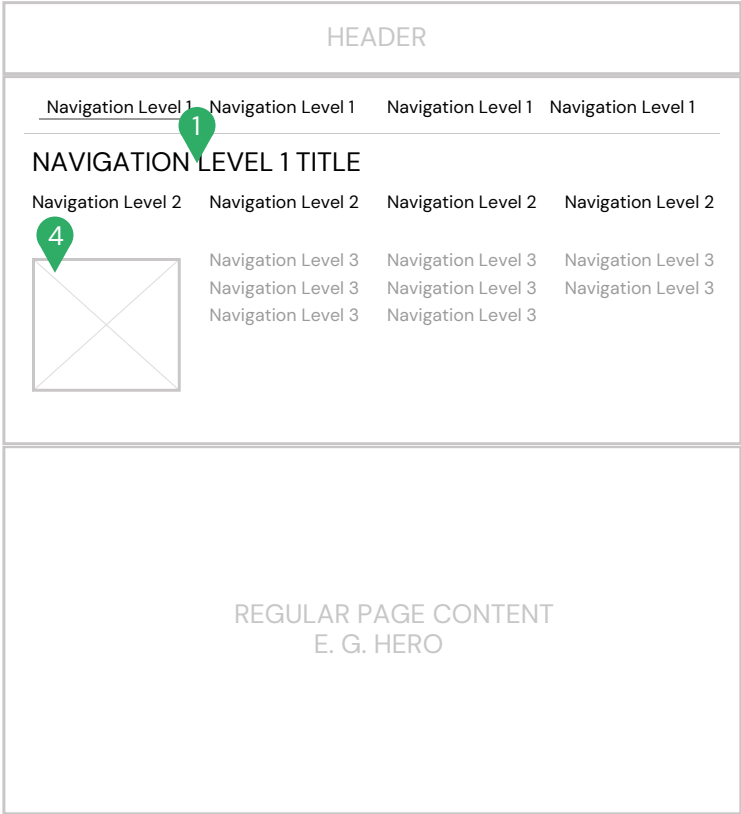 HEADER
Navigation Level 1 Navigation Level 1 Navigation Level 1 Navigation Level 1
1
NAVIGATION LEVEL 1 TITLE
Navigation Level 2 Navigation Level 2 Navigation Level 2 Navigation Level 2
4
Navigation Level 3 Navigation Level 3 Navigation Level 3
Navigation Level 3 Navigation Level 3 Navigation Level 3
Navigation Level 3 Navigation Level 3
REGULAR PAGE CONTENT
E. G. HERO